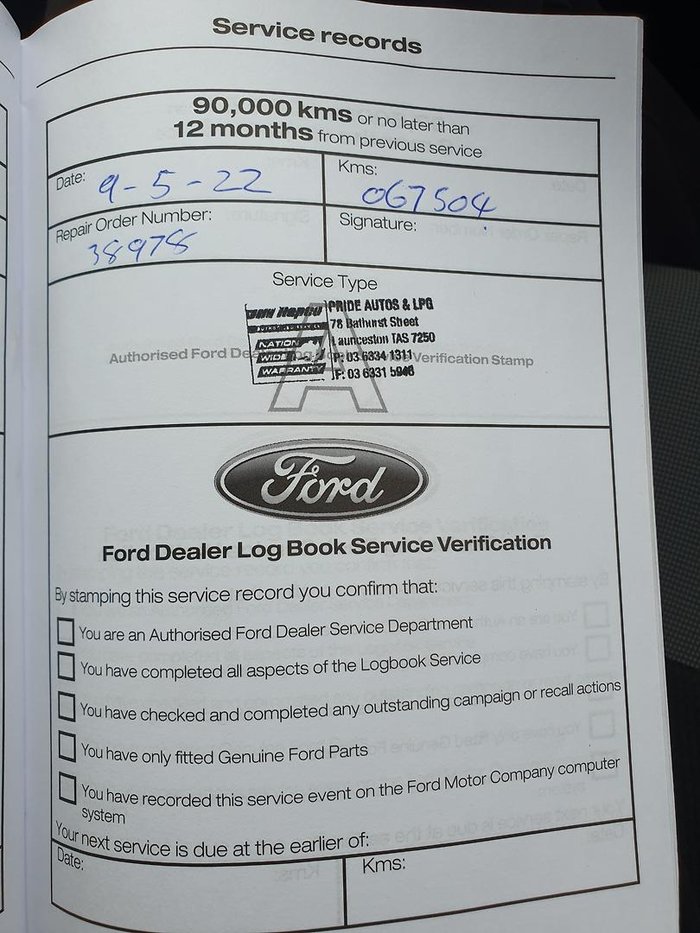 Service records
90,000 kms or no later than
12 months from previous service
Date: 9-5-22
Kms: 067504
Repair Order Number:
38978
Signature:
Service Type
Repco
PRIDE AUTOS & LPG
78 Bathurst Street
Launceston TAS 7250
NATION
WIDE
WARRANTY
P: 03 6334 1311
F: 03 6331 5946
A
Authorised Ford Verification Stamp
Ford
Ford Dealer Log Book Service Verification
By stamping this service record you confirm that:
You are an Authorised Ford Dealer Service Department
You have completed all aspects of the Logbook Service
You have checked and completed any outstanding campaign or recall actions
You have only fitted Genuine Ford Parts
You have recorded this service event on the Ford Motor Company computer
system
Your next service is due at the earlier of:
Date:
Kms: